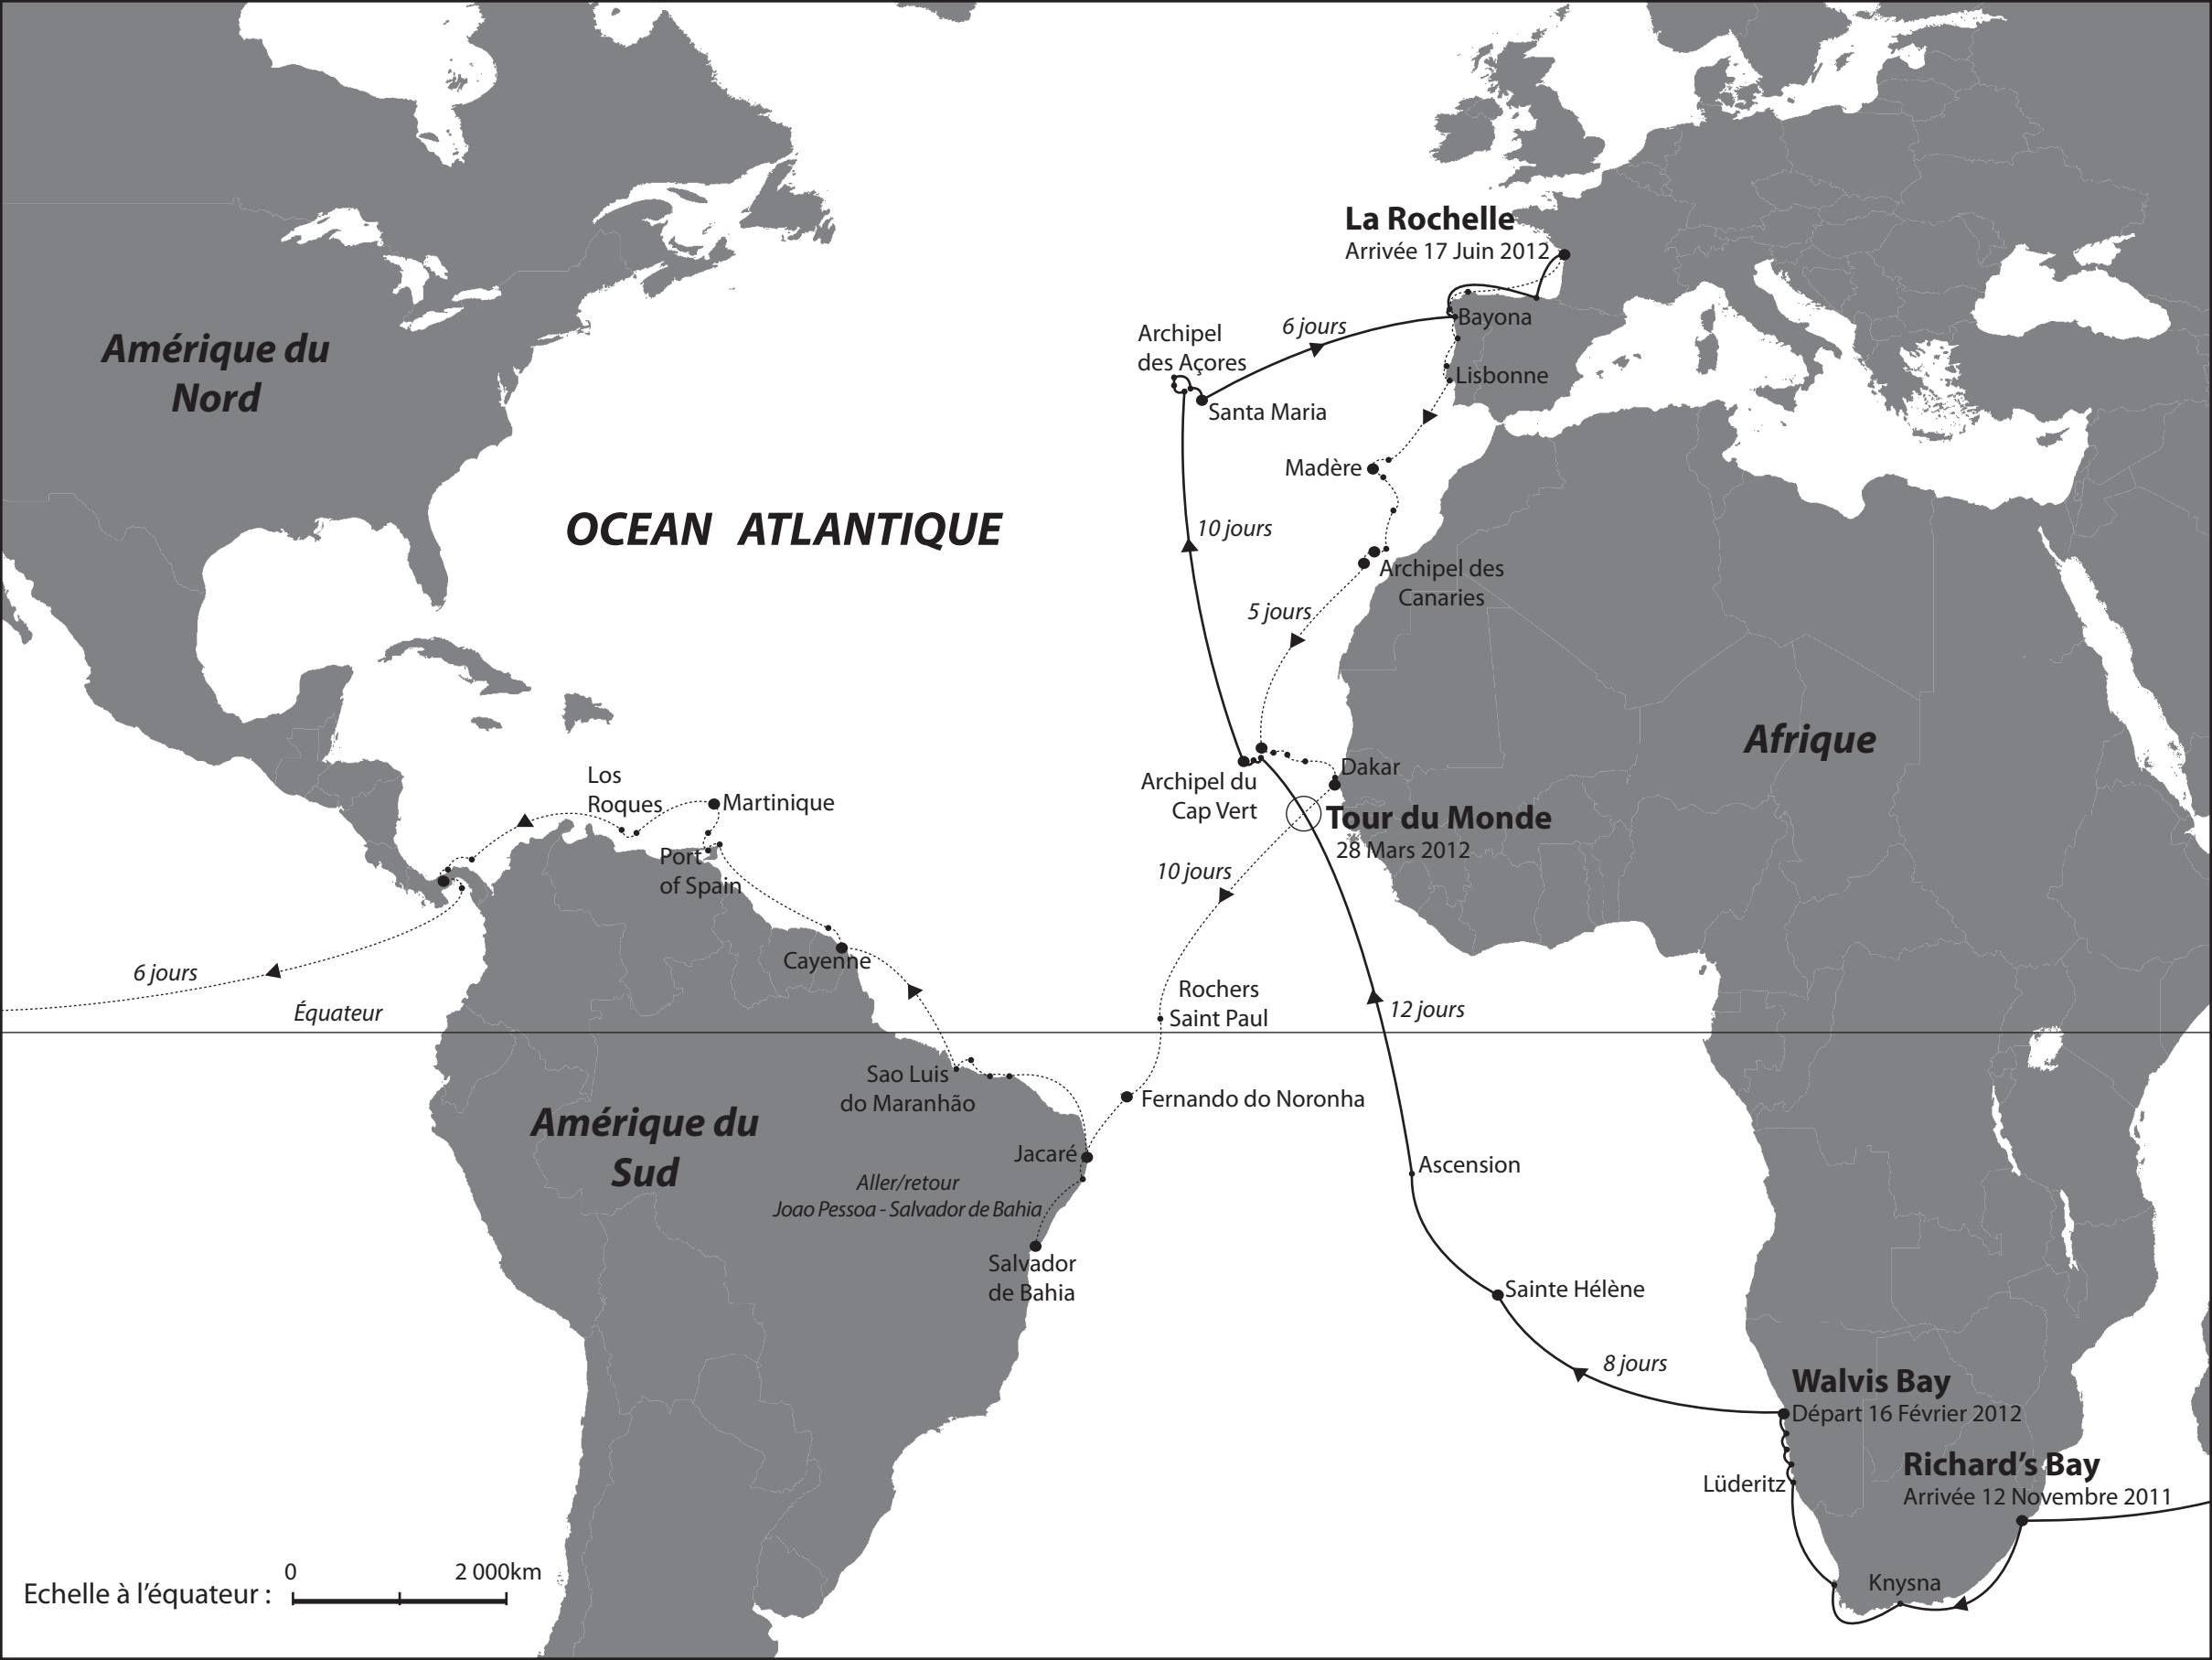 La Rochelle
Arrivée 17 Juin 2012
Bayona
6 jours
Archipel
des Açores
Lisbonne
Santa Maria
Amérique du
Nord
Madère
OCEAN ATLANTIQUE
10 jours
Archipel des
Canaries
5 jours
Afrique
Dakar
Archipel du
Cap Vert
Los
Roques
Martinique
Tour du Monde
28 Mars 2012
Port
of Spain
10 jours
Cayenne
6 jours
Équateur
Rochers
Saint Paul
12 jours
Sao Luis
do Maranhão
Fernando do Noronha
Amérique du
Sud
Jacaré
Ascension
Aller/retour
Joao Pessoa - Salvador de Bahia
Salvador
de Bahia
Sainte Hélène
8 jours
Walvis Bay
Départ 16 Février 2012
Richard's Bay
Arrivée 12 Novembre 2011
Lüderitz
Knysna
0 2 000km
Echelle à l'équateur :